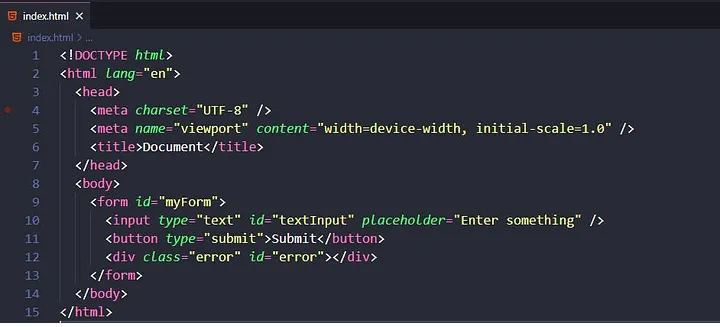 index.html ×
index.html > ...
1 <!DOCTYPE html>
2 <html lang="en">
3 <head>
4 <meta charset="UTF-8" />
5 <meta name="viewport" content="width=device-width, initial-scale=1.0" />
6 <title>Document</title>
7 </head>
8 <body>
9 <form id="myForm">
10 <input type="text" id="textInput" placeholder="Enter something" />
11 <button type="submit">Submit</button>
12 <div class="error" id="error"></div>
13 </form>
14 </body>
15 </html>